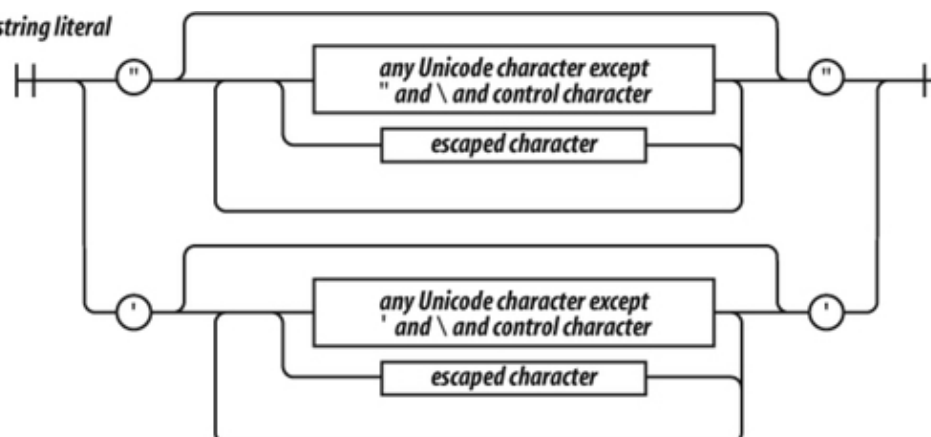 string literal
" any Unicode character except "
" and \ and control character
escaped character
' any Unicode character except '
' and \ and control character
escaped character